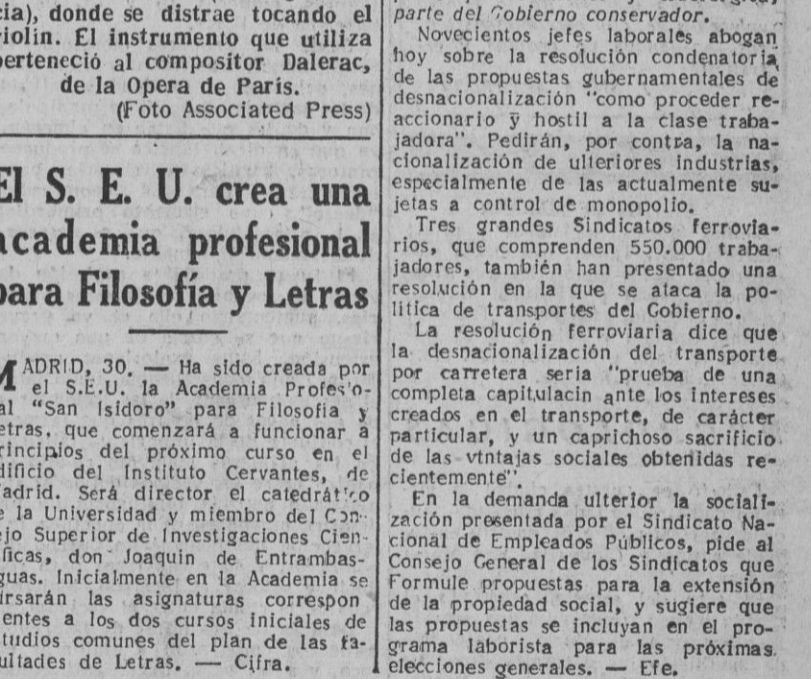 cia), donde se distrae tocando el
violin. El instrumento que utiliza
perteneció al compositor Dalerac,
de la Opera de París.
(Foto Associated Press)
El S. E. U. crea una
academia profesional
para Filosofía y Letras
MADRID, 30. — Ha sido creada por
el S.E.U. la Academia Profesio-
al “San Isidoro” para Filosofia y
etras, que comenzará a funcionar a
rincipios del próximo curso en el
dificio del Instituto Cervantes, de
adrid. Será director el catedrático
e la Universidad y miembro del Con-
ejo Superior de Investigaciones Cien-
íficas, don Joaquin de Entrambas-
guas. Inicialmente en la Academia se
ursarán las asignaturas correspon
ientes a los dos cursos iniciales de
studios comunes del plan de las fa-
ultades de Letras. — Cifra.
parte del Gobierno conservador.
Novecientos jefes laborales abogan
hoy sobre la resolución condenatoria
de las propuestas gubernamentales de
desnacionalización "como proceder re-
accionario y hostil a la clase traba-
jadora". Pedirán, por contra, la na-
cionalización de ulteriores industrias,
especialmente de las actualmente su-
jetas a control de monopolio.
Tres grandes Sindicatos ferrovia-
rios, que comprenden 550.000 traba-
jadores, también han presentado una
resolución en la que se ataca la po-
litica de transportes del Gobierno.
La resolución ferroviaria dice que
la desnacionalización del transporte
por carretera seria "prueba de una
completa capitulacin ante los intereses
creados en el transporte, de carácter
particular, y un caprichoso sacrificio
de las vtntajas sociales obtenidas re-
cientemente".
En la demanda ulterior la sociali-
zación presentada por el Sindicato Na-
cional de Empleados Públicos, pide al
Consejo General de los Sindicatos que
Formule propuestas para la extensión
de la propiedad social, y sugiere que
las propuestas se incluyan en el pro-
grama laborista para las próximas
elecciones generales. — Efe.